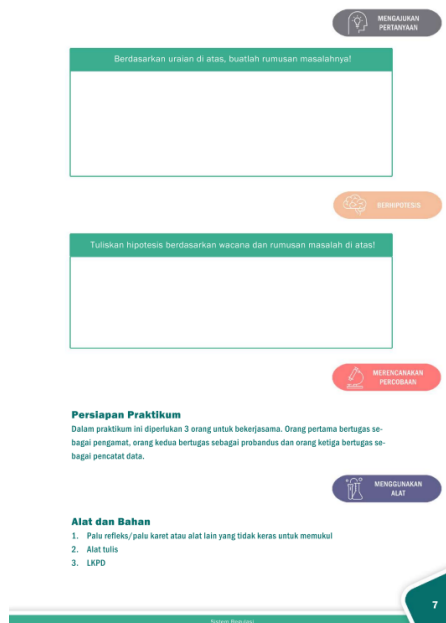 MENGAJUKAN
PERTANYAAN
Berdasarkan uraian di atas, buatlah rumusan masalahnya!
BERHIPOTESIS
Tuliskan hipotesis berdasarkan wacana dan rumusan masalah di atas!
MERENCANAKAN
PERCOBAAN
Persiapan Praktikum
Dalam praktikum ini diperlukan 3 orang untuk bekerjasama. Orang pertama bertugas se-
bagai pengamat, orang kedua bertugas sebagai probandus dan orang ketiga bertugas se-
bagai pencatat data.
MENGGUNAKAN
ALAT
Alat dan Bahan
1. Palu refleks/palu karet atau alat lain yang tidak keras untuk memukul
2. Alat tulis
3. LKPD
7